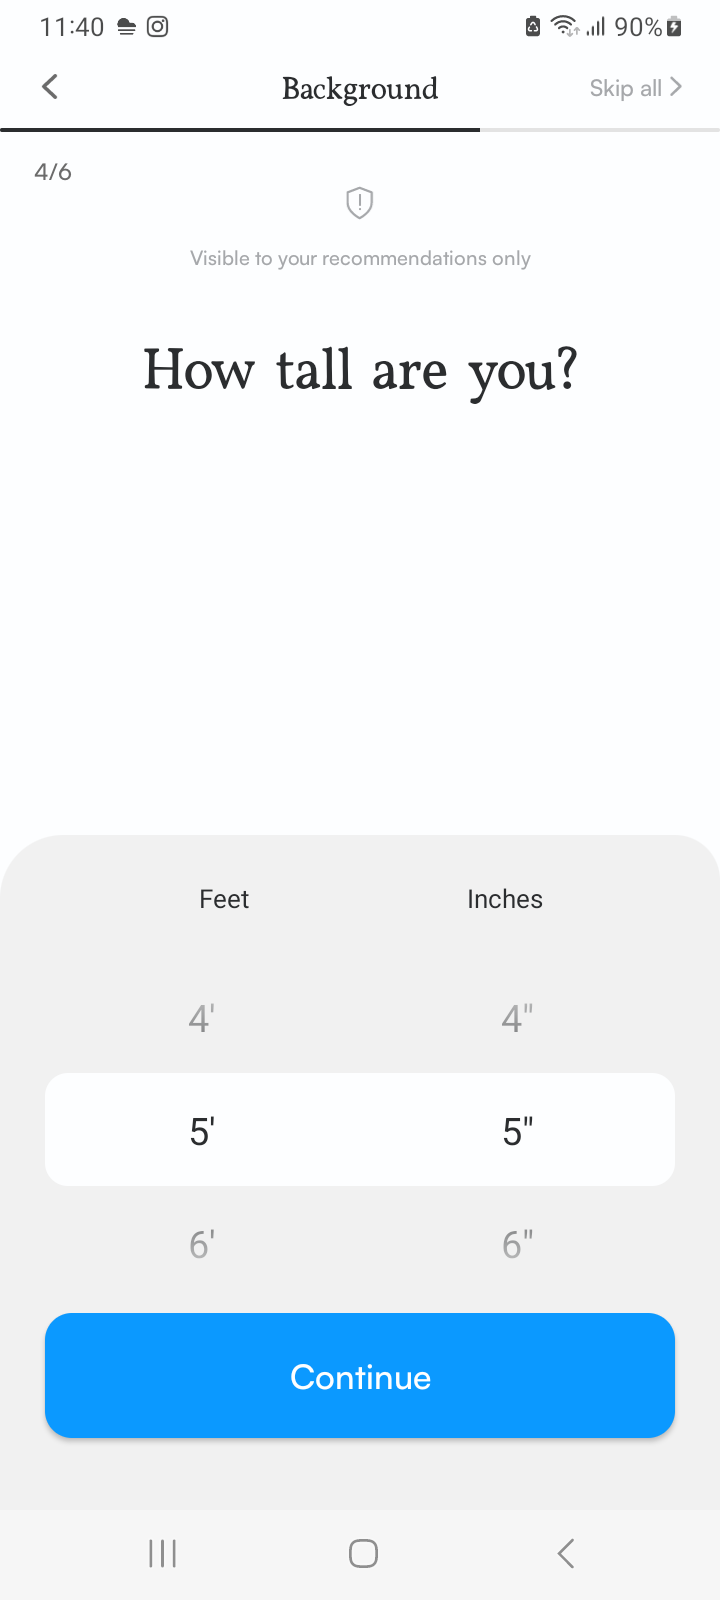 11:40 90%
Background Skip all
4/6
Visible to your recommendations only
How tall are you?
Feet Inches
4' 4"
5' 5"
6' 6"
Continue